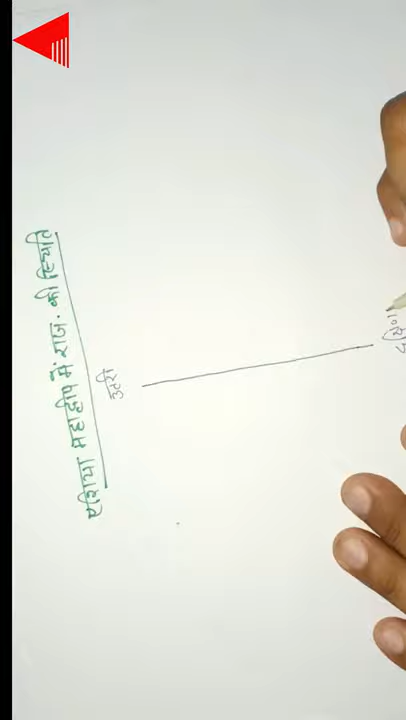 एशिया महाद्वीप में राज. की स्थिति
उत्तरी